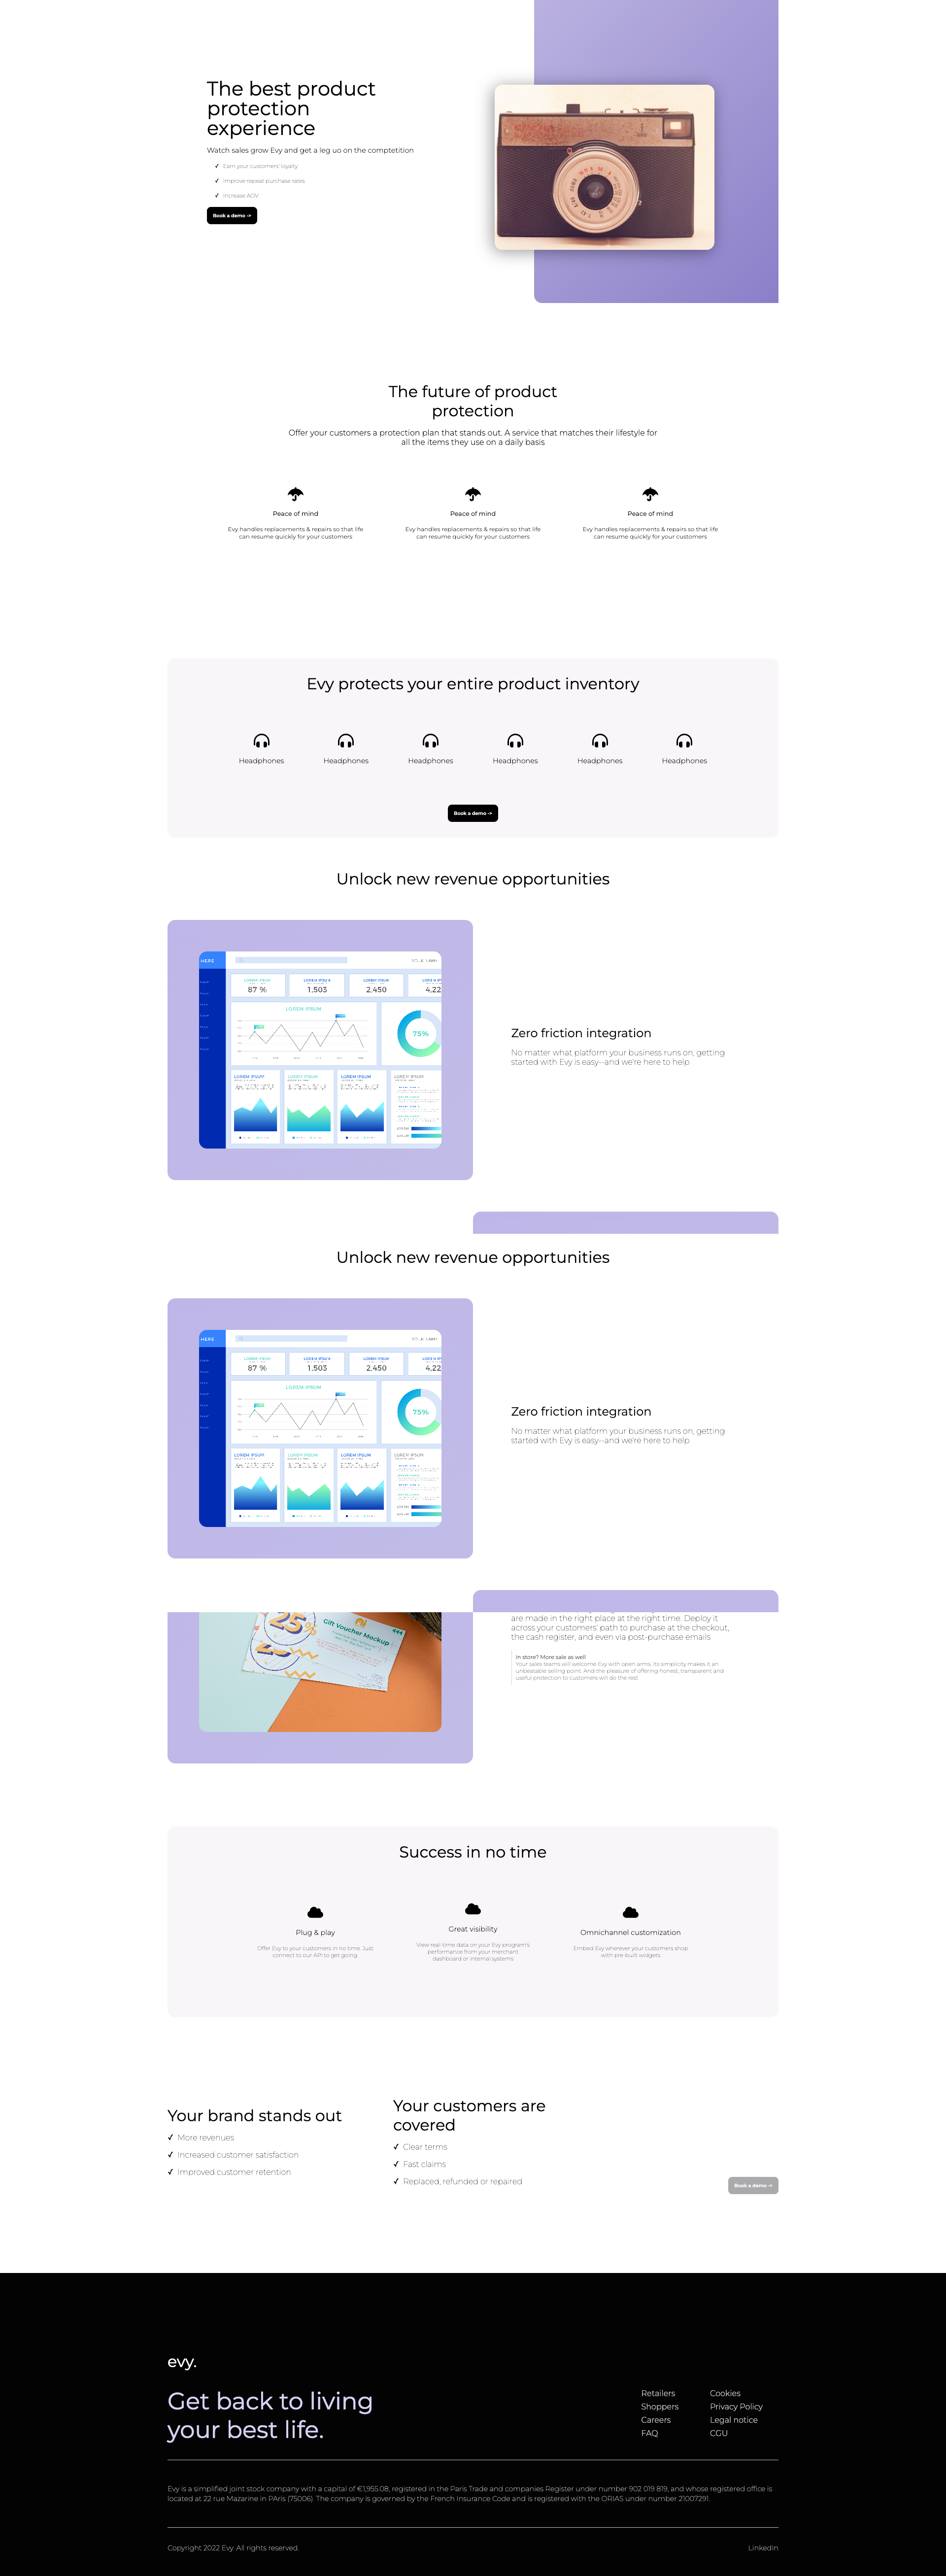 The best product
protection
experience
Watch sales grow Evy and get a leg uo on the comptetition
✓ Earn your customers' loyalty
✓ Improve repeat purchase rates
✓ Increase AOV
Book a demo ->
The future of product
protection
Offer your customers a protection plan that stands out. A service that matches their lifestyle for
all the items they use on a daily basis
Peace of mind
Evy handles replacements & repairs so that life
can resume quickly for your customers
Peace of mind
Evy handles replacements & repairs so that life
can resume quickly for your customers
Peace of mind
Evy handles replacements & repairs so that life
can resume quickly for your customers
Evy protects your entire product inventory
Headphones
Headphones
Headphones
Headphones
Headphones
Headphones
Book a demo ->
Unlock new revenue opportunities
HERE
LOREM IPSUM
87 %
LOREM IPSUM
1.503
LOREM IPSUM
2.450
4.22
LOREM IPSUM
75%
LOREM IPSUM
LOREM IPSUM
LOREM IPSUM
LOREM IPSUM
Zero friction integration
No matter what platform your business runs on, getting
started with Evy is easy--and we're here to help
Unlock new revenue opportunities
HERE
LOREM IPSUM
87 %
LOREM IPSUM
1.503
LOREM IPSUM
2.450
4.22
LOREM IPSUM
75%
LOREM IPSUM
LOREM IPSUM
LOREM IPSUM
LOREM IPSUM
Zero friction integration
No matter what platform your business runs on, getting
started with Evy is easy--and we're here to help
25%
Gift Voucher Mockup
are made in the right place at the right time. Deploy it
across your customers' path to purchase at the checkout,
the cash register, and even via post-purchase emails
In store? More sale as well
Your sales teams will welcome Evy with open arms. Its simplicity makes it an
unbeatable selling point. And the pleasure of offering honest, transparent and
useful protection to customers will do the rest
Success in no time
Plug & play
Offer Evy to your customers in no time. Just
connect to our API to get going
Great visibility
View real-time data on your Evy program's
performance from your merchant
dashboard or internal systems
Omnichannel customization
Embed Evy wherever your customers shop
with pre-built widgets
Your brand stands out
✓ More revenues
✓ Increased customer satisfaction
✓ Improved customer retention
Your customers are
covered
✓ Clear terms
✓ Fast claims
✓ Replaced, refunded or repaired
Book a demo ->
evy.
Get back to living
your best life.
Retailers
Shoppers
Careers
FAQ
Cookies
Privacy Policy
Legal notice
CGU
Evy is a simplified joint stock company with a capital of €1,955.08, registered in the Paris Trade and companies Register under number 902 019 819, and whose registered office is
located at 22 rue Mazarine in PAris (75006). The company is governed by the French Insurance Code and is registered with the ORIAS under number 21007291.
Copyright 2022 Evy. All rights reserved.
LinkedIn